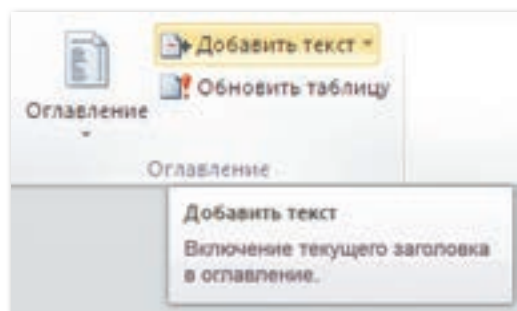 Добавить текст
Обновить таблицу
Оглавление
Оглавление
Добавить текст
Включение текущего заголовка
в оглавление.